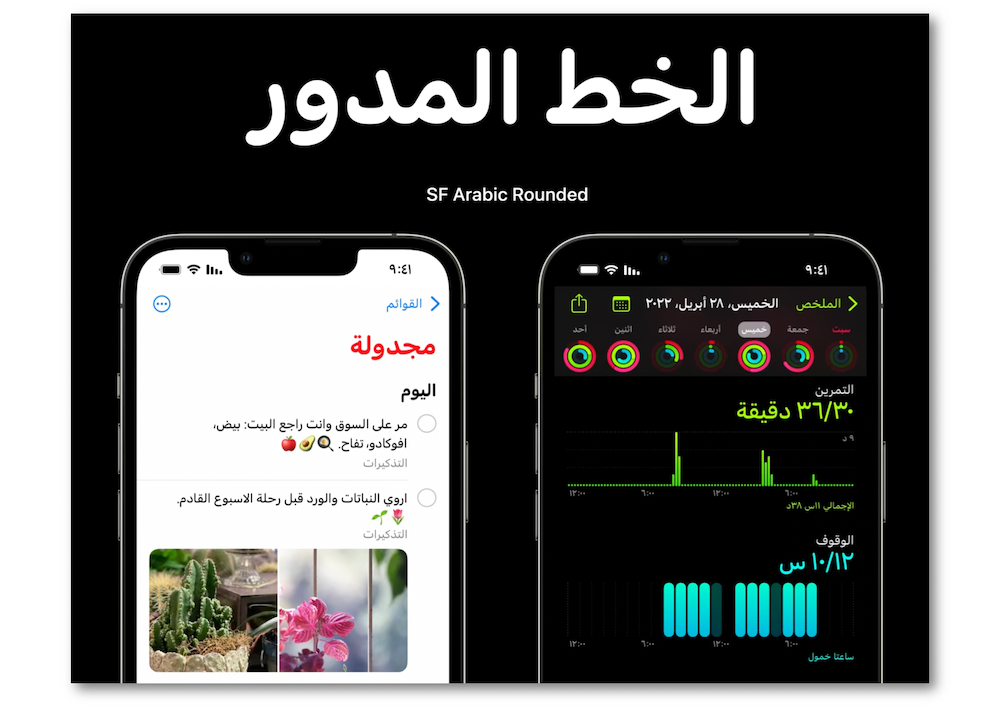 الخط المدور
SF Arabic Rounded
٩:٤١
القوائم
مجدولة
اليوم
مر على السوق وانت راجع البيت: بيض،
افوكادو، تفاح. 🍳🥑🍎
التذكيرات
اروي النباتات والورد قبل رحلة الاسبوع القادم.
🌷🌱
التذكيرات
٩:٤١
الملخص
الخميس، ٢٨ أبريل، ٢٠٢٢
سبت جمعة خميس أربعاء ثلاثاء اثنين أحد
التمرين
٣٦/٣٠ دقيقة
٩ د
١٢:٠٠ ٦:٠٠ ١٢:٠٠ ٦:٠٠
الإجمالي ١١س ٣٨د
الوقوف
١٠/١٢ س
١٢:٠٠ ٦:٠٠ ١٢:٠٠ ٦:٠٠
ساعتا خمول